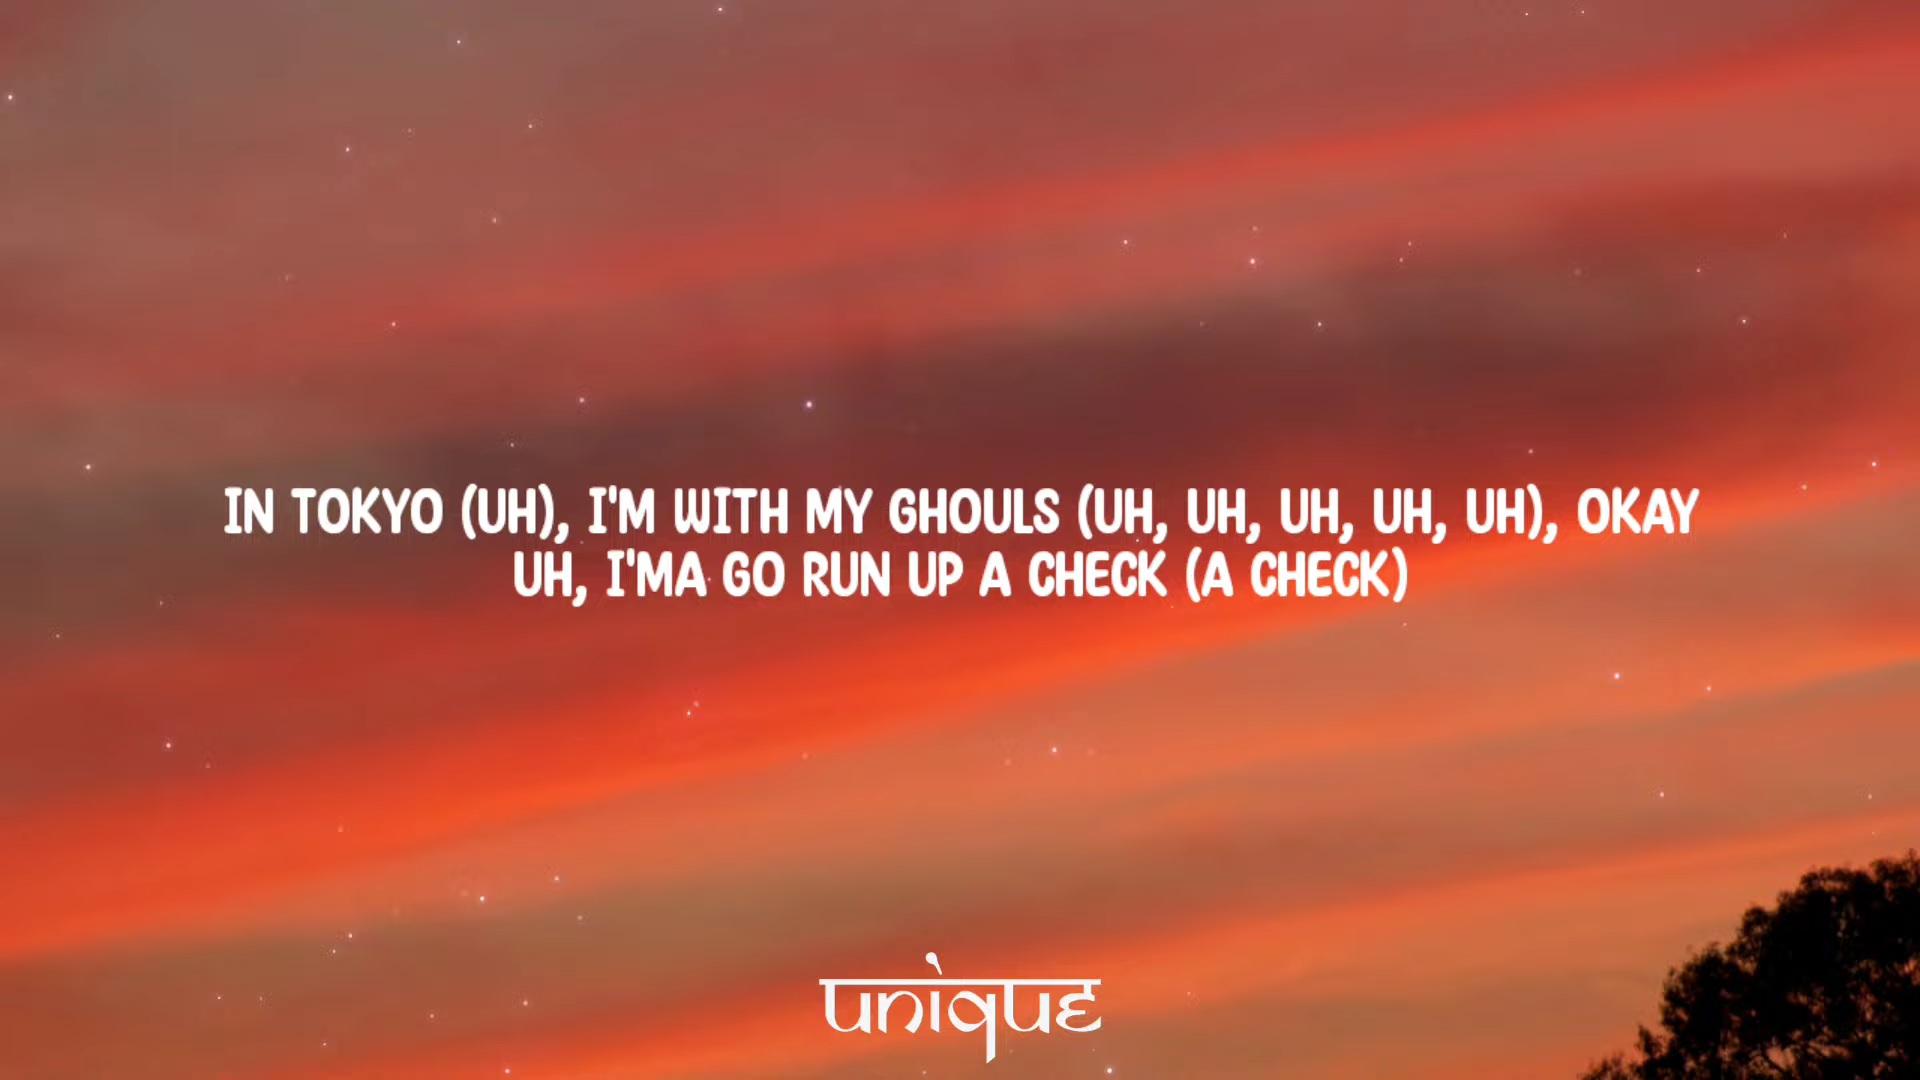 IN TOKYO (UH), I'M WITH MY GHOULS (UH, UH, UH, UH, UH), OKAY
UH, I'MA GO RUN UP A CHECK (A CHECK)
unique